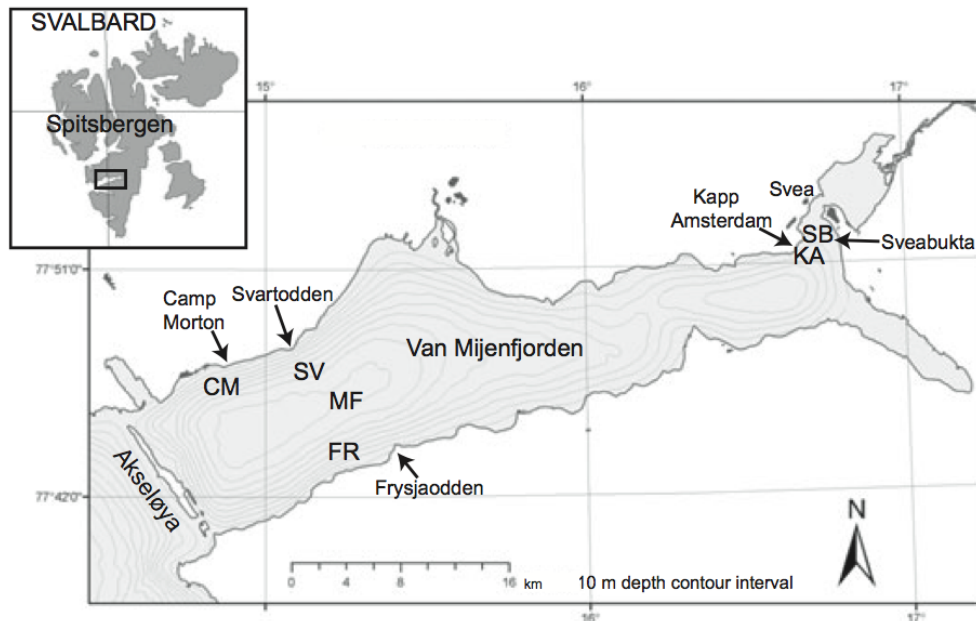 SVALBARD
Spitsbergen
15°
16°
17°
Svea
Kapp
Amsterdam
SB
KA
Sveabukta
77°51'0"
Camp
Morton
Svartodden
Van Mijenfjorden
CM
SV
MF
FR
Akseløya
Frysjaodden
77°42'0"
N
0 4 8 16 km
10 m depth contour interval
15°
16°
17°